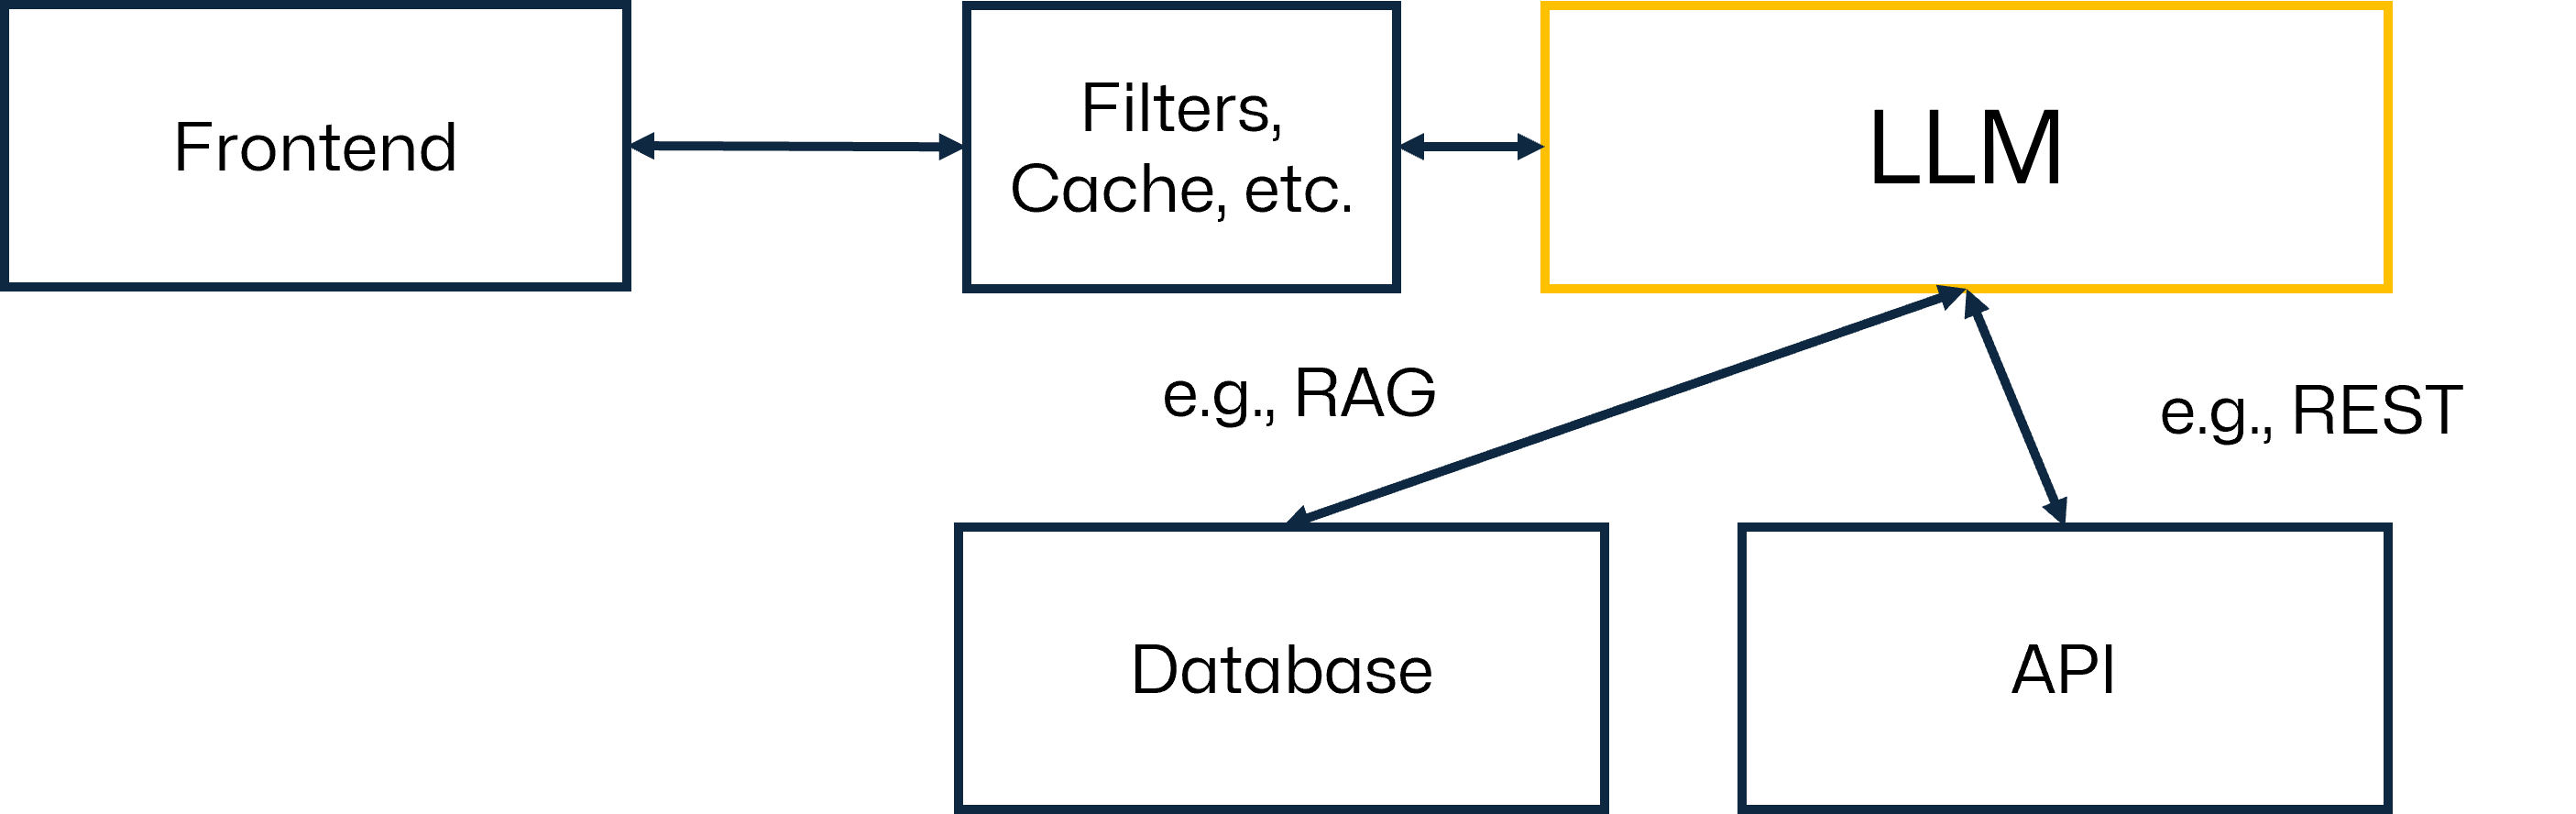 Frontend
Filters,
Cache, etc.
LLM
e.g., RAG
e.g., REST
Database
API